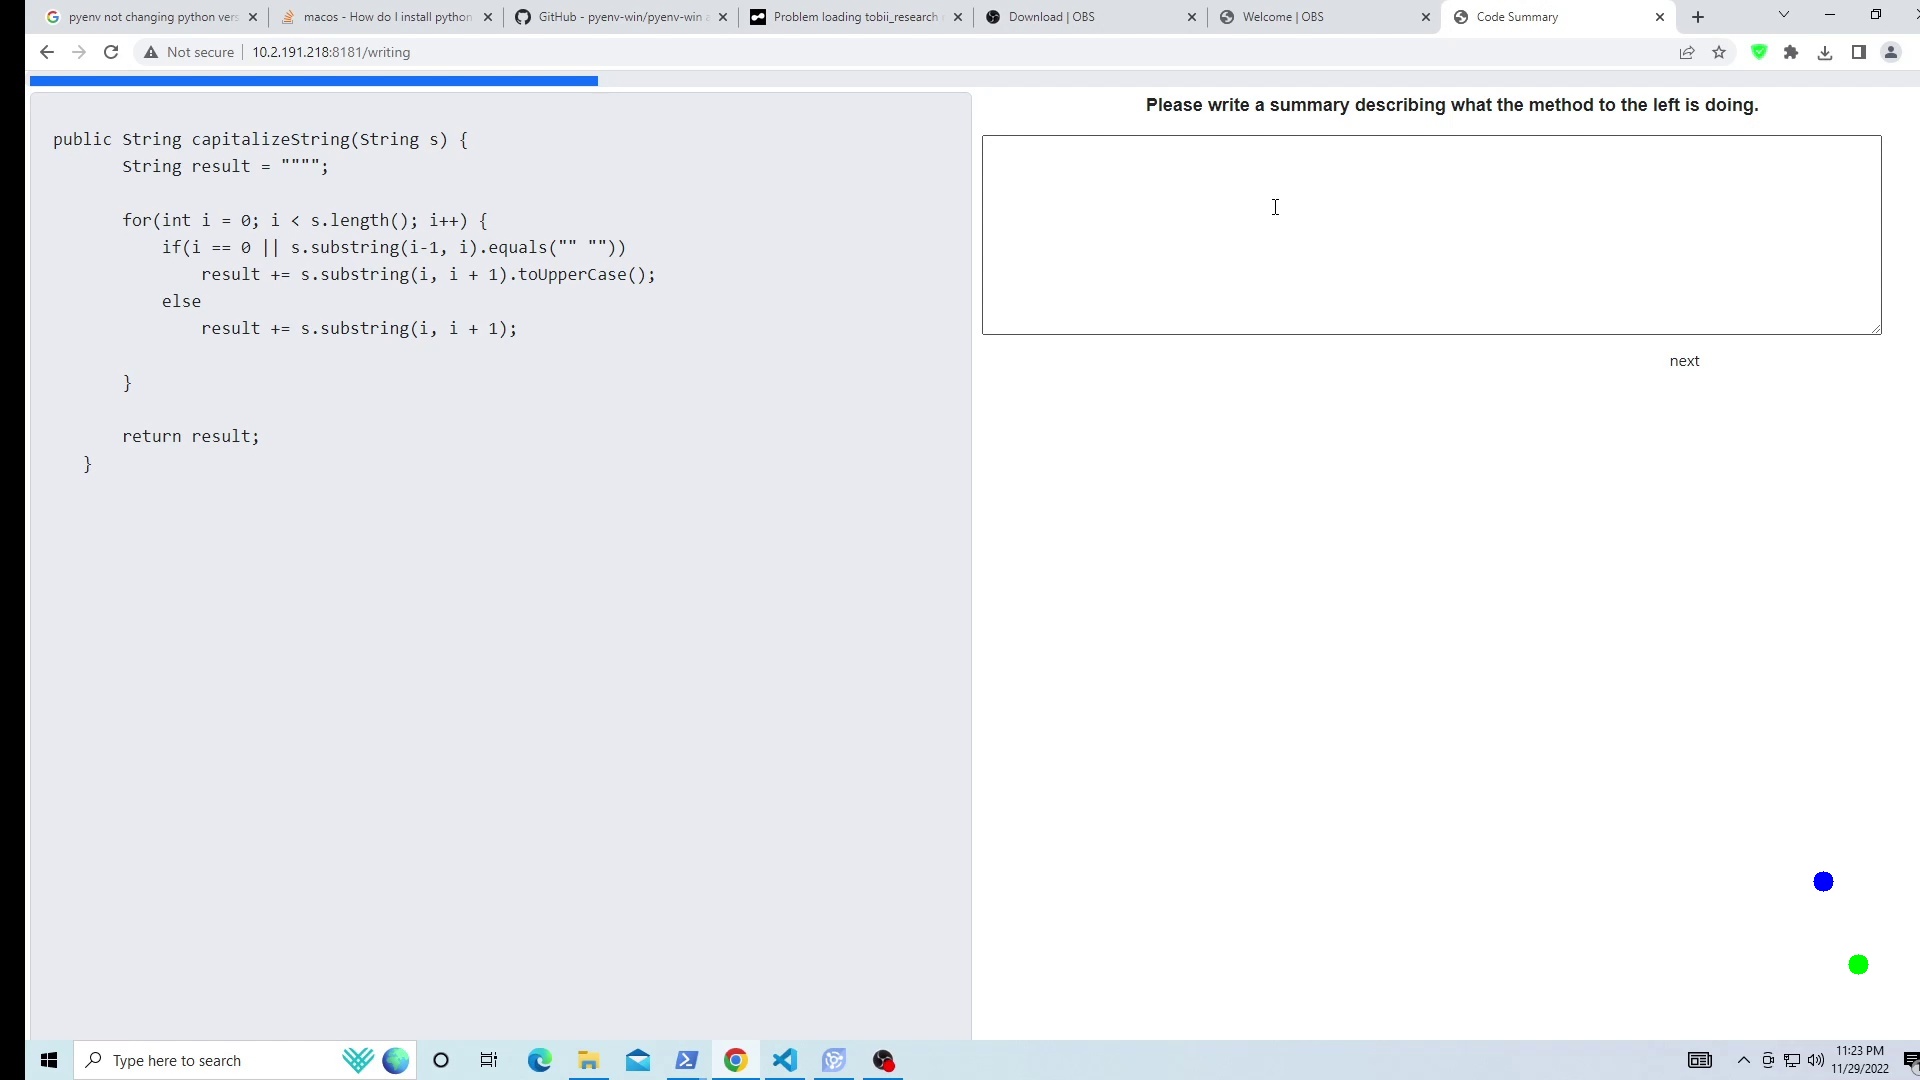 pyenv not changing python vers
macos - How do I install python
GitHub - pyenv-win/pyenv-win
Problem loading tobii_research
Download | OBS
Welcome | OBS
Code Summary
Not secure
10.2.191.218:8181/writing
public String capitalizeString(String s) {
String result = """";
for(int i = 0; i < s.length(); i++) {
if(i == 0 || s.substring(i-1, i).equals("" ""))
result += s.substring(i, i + 1).toUpperCase();
else
result += s.substring(i, i + 1);
}
return result;
}
Please write a summary describing what the method to the left is doing.
next
Type here to search
11:23 PM
11/29/2022